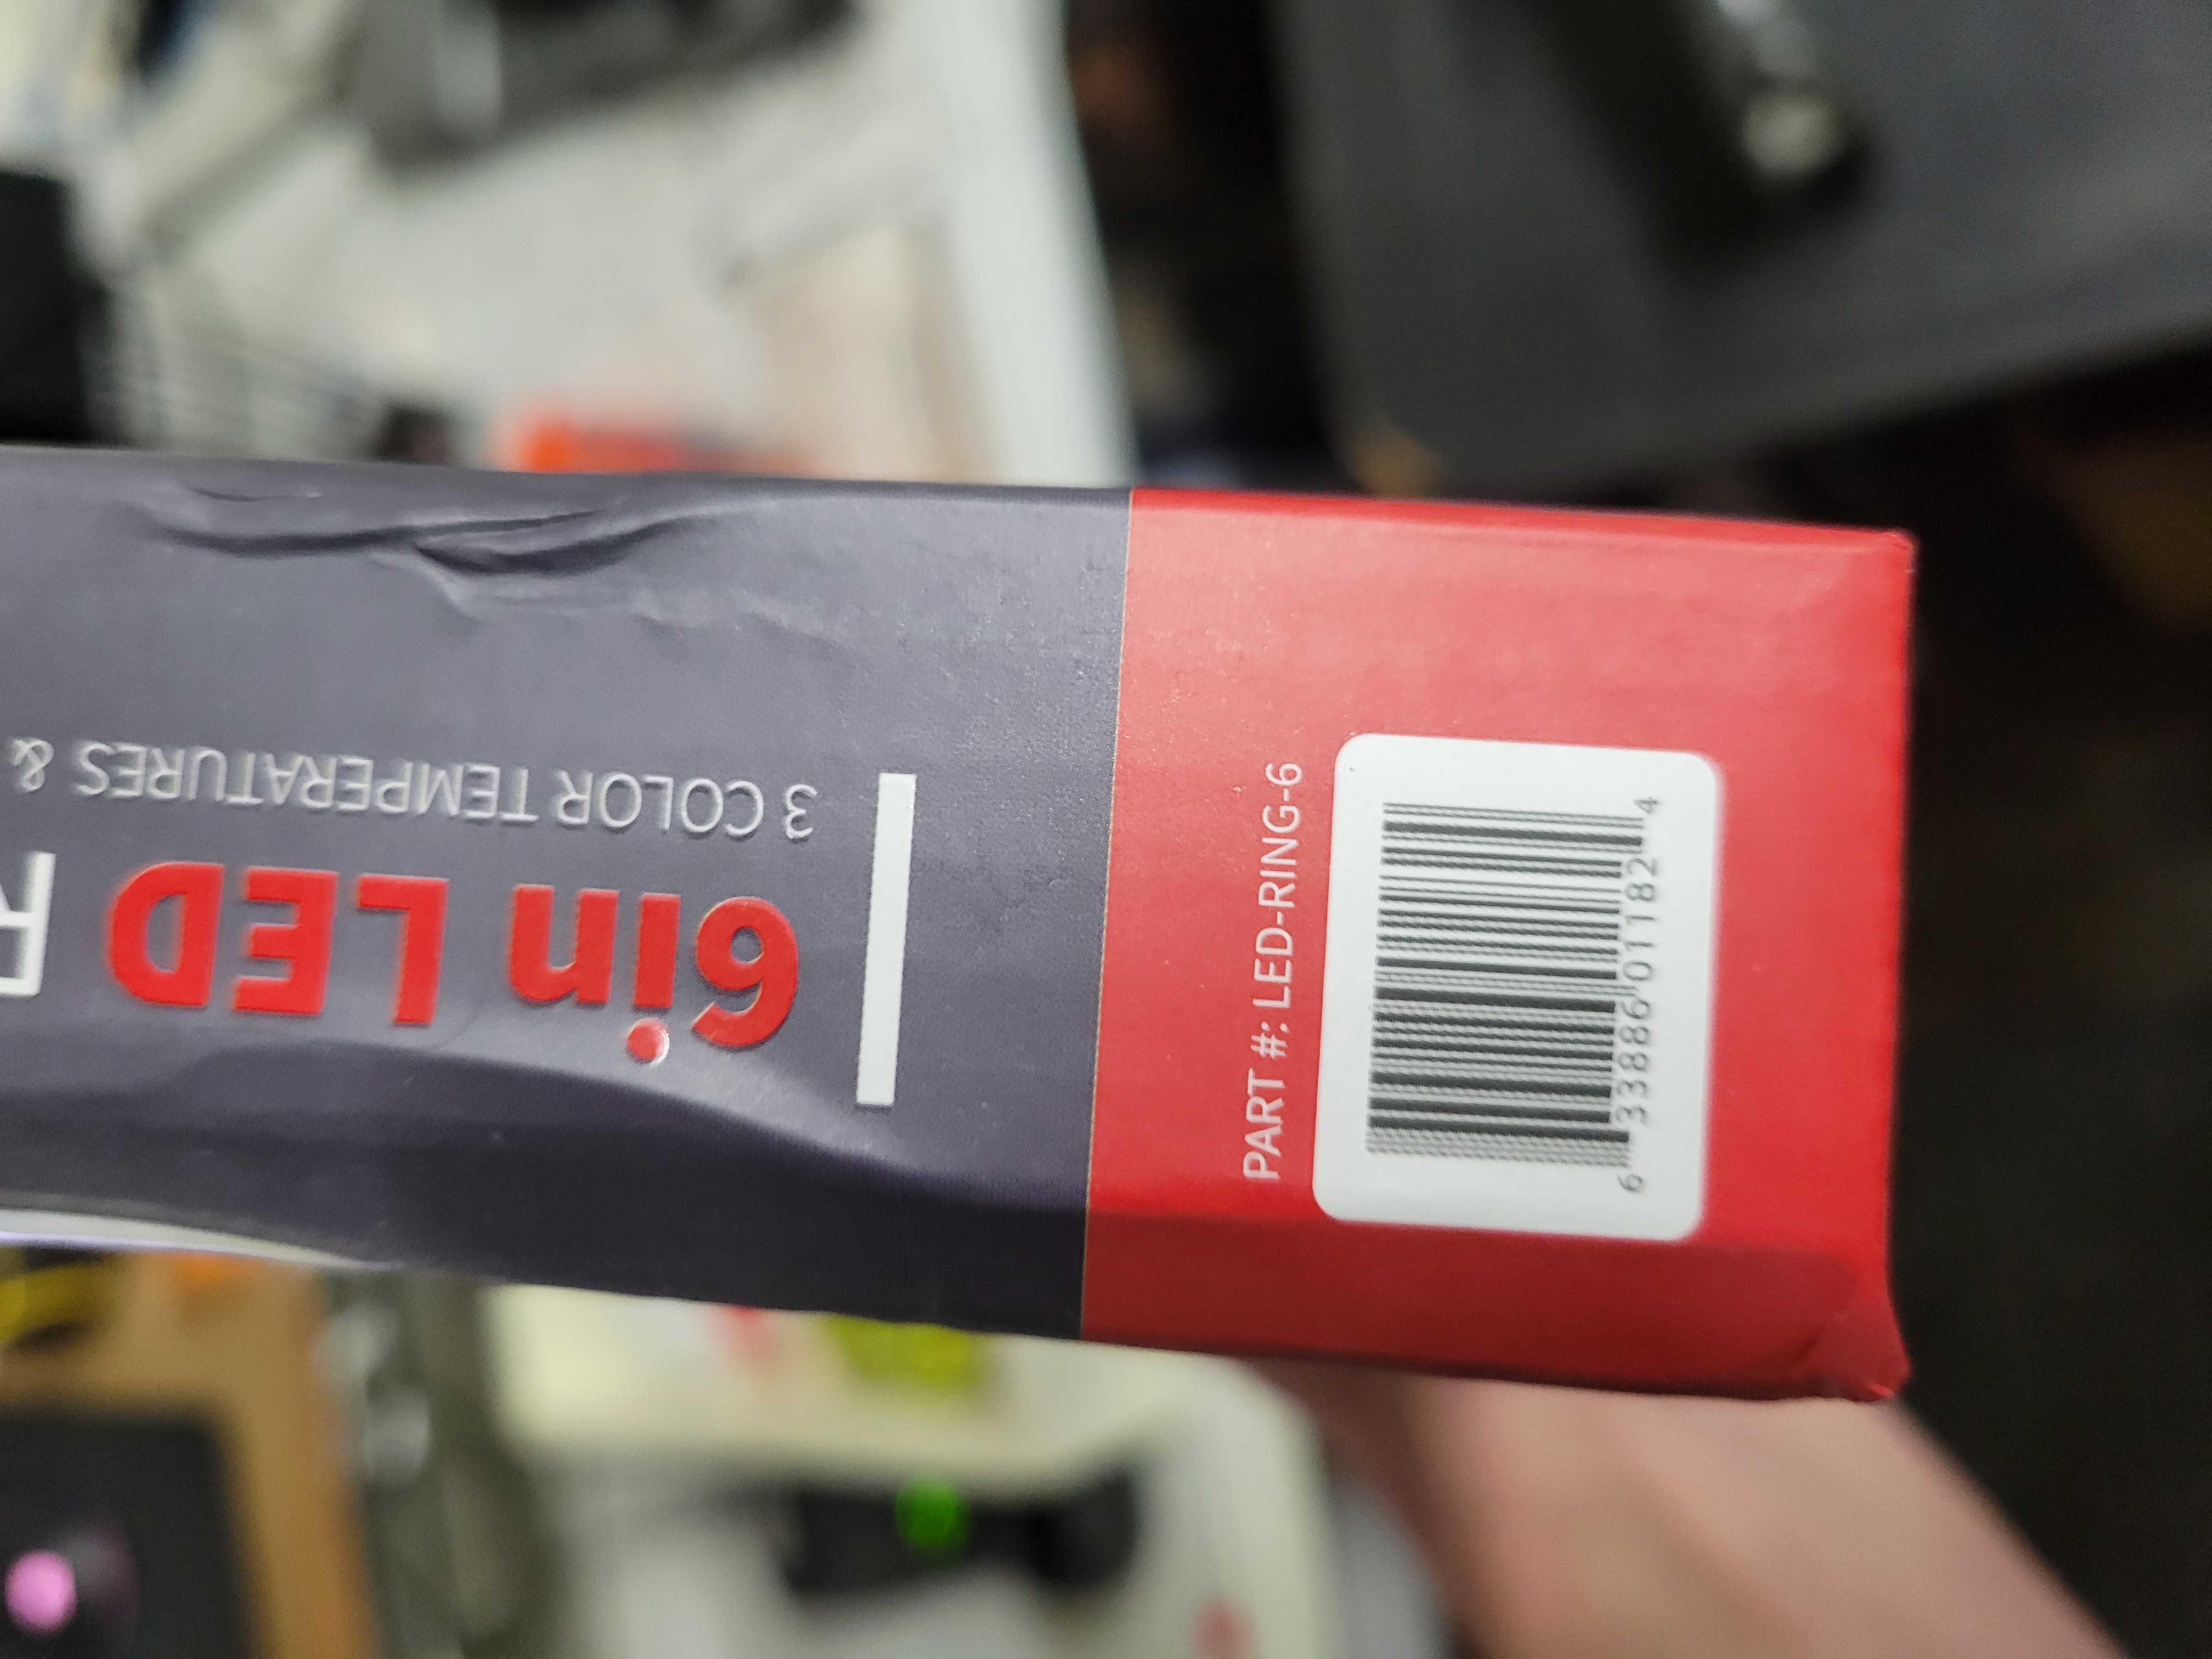 6in LED R
3 COLOR TEMPERATURES &
PART #: LED-RING-6
6 33886 01182 4